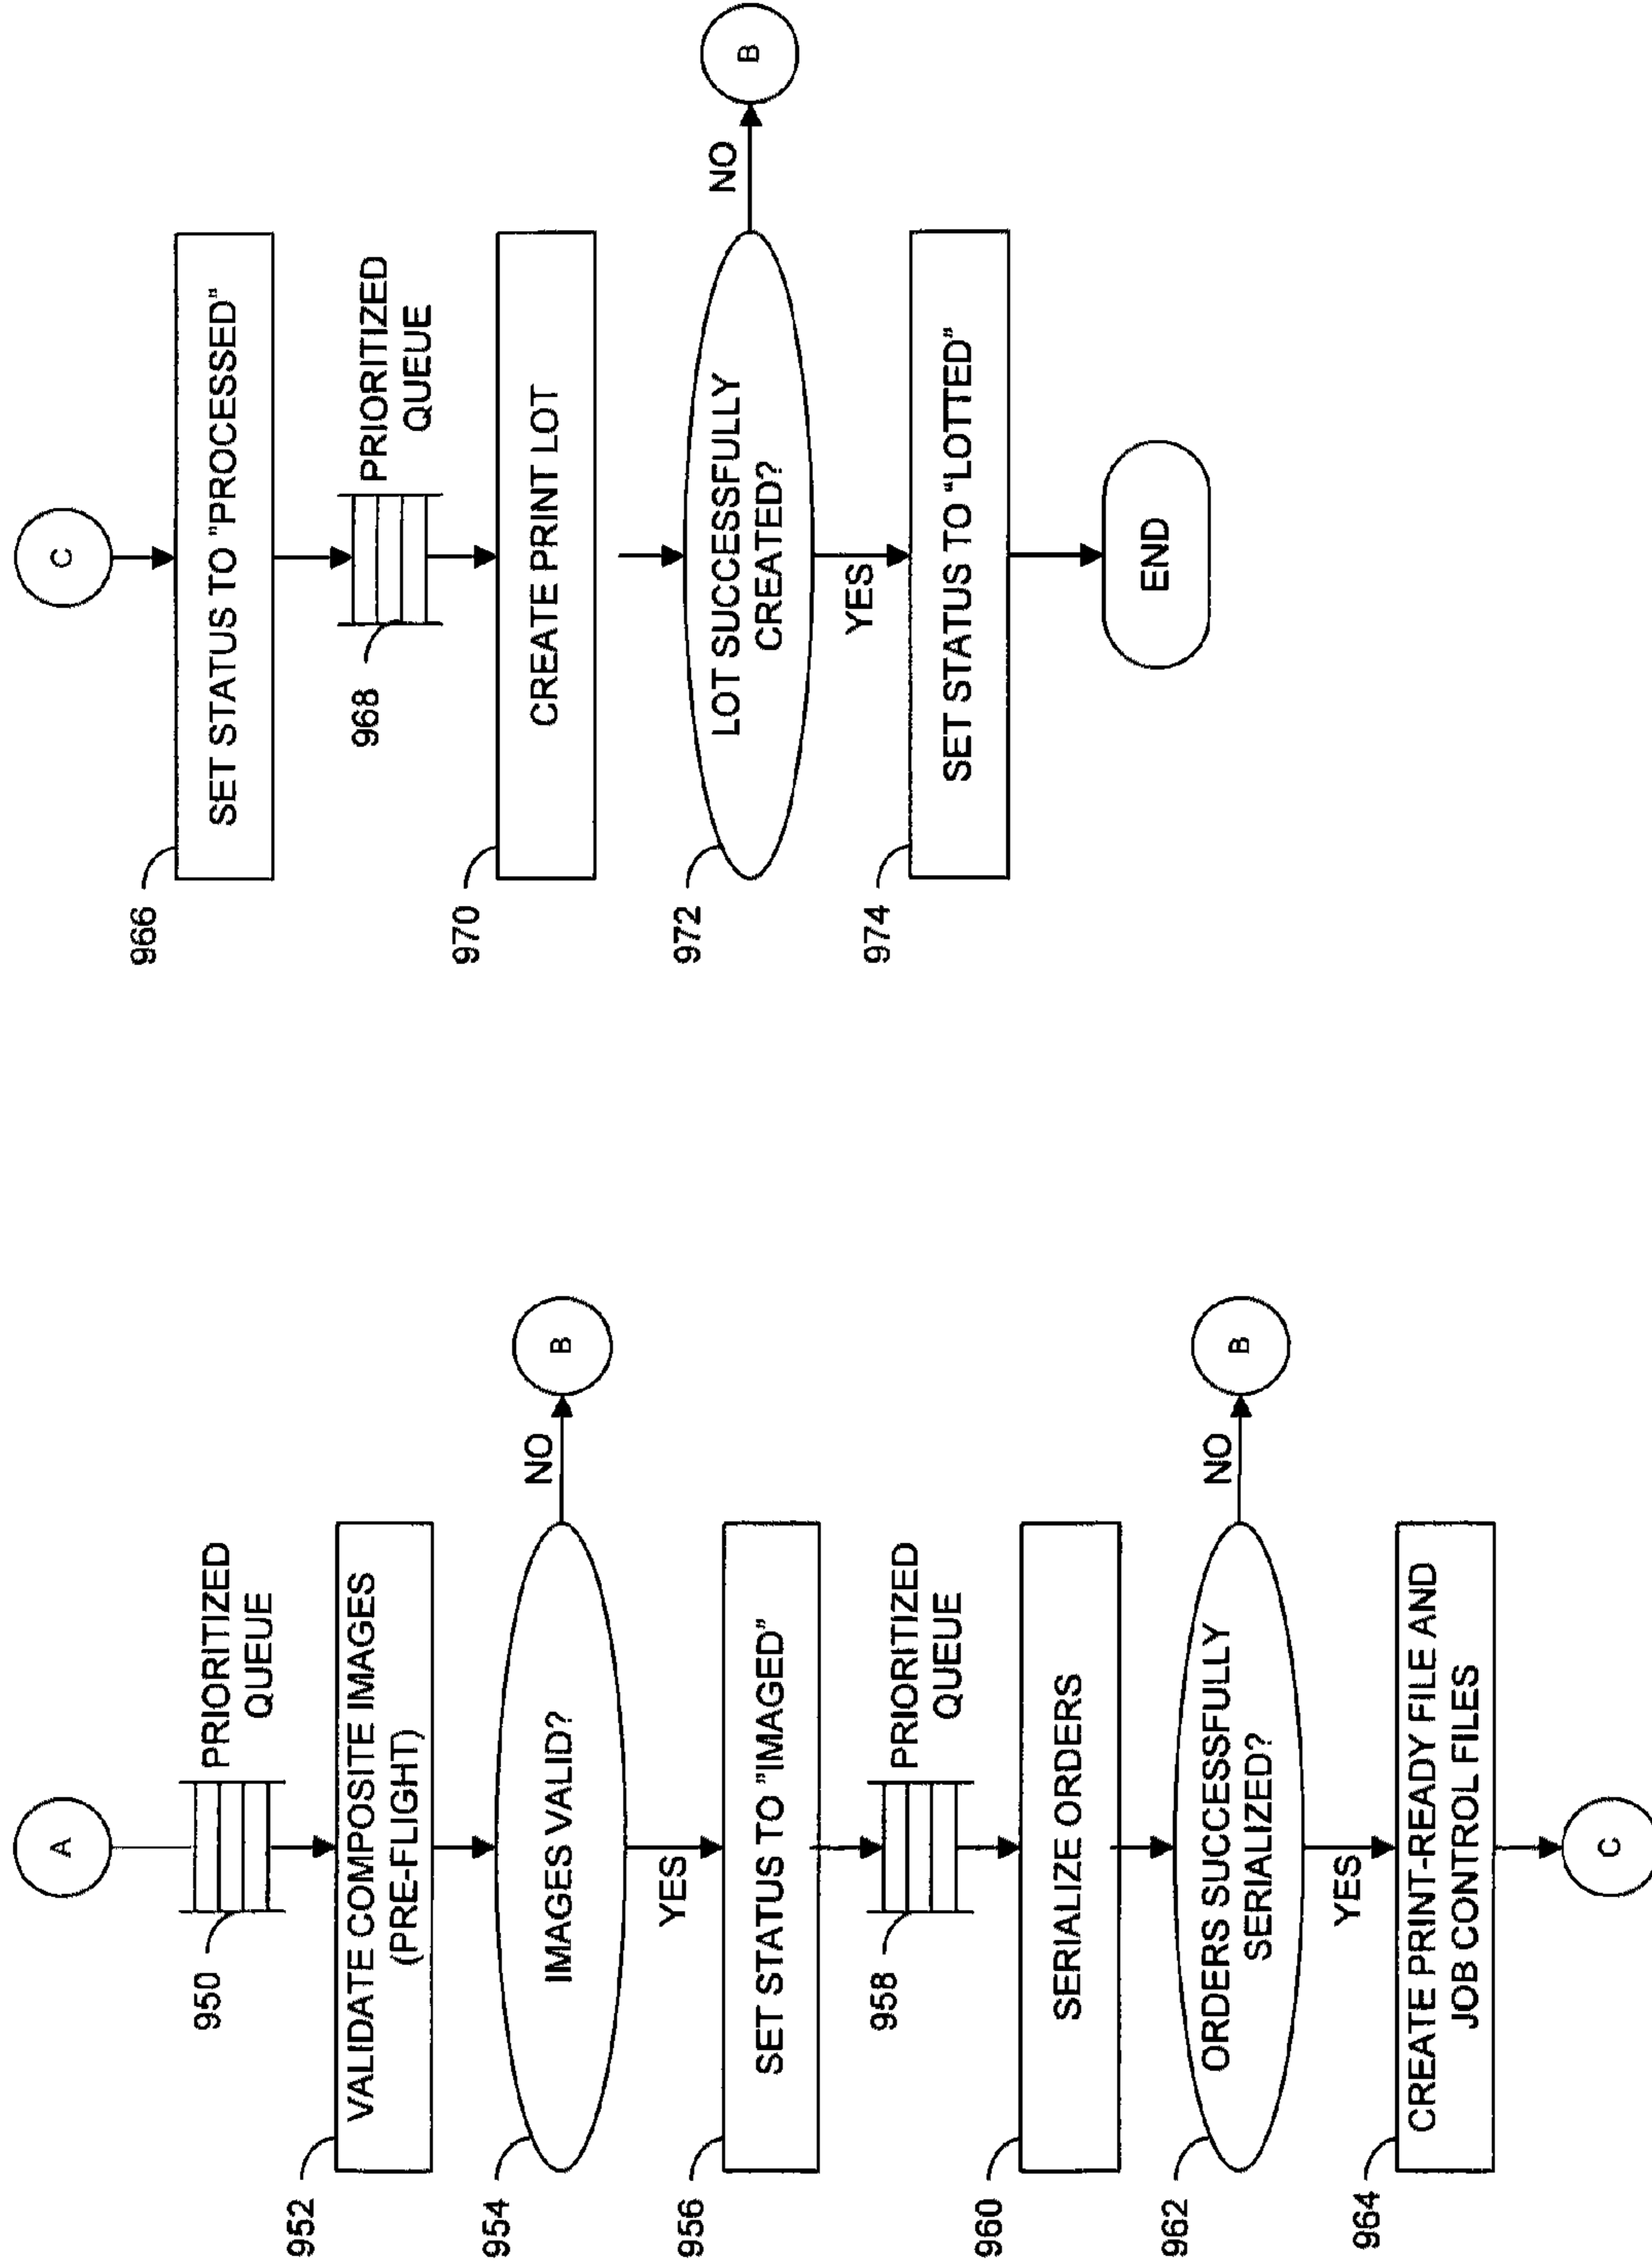 A
950
PRIORITIZED
QUEUE
952
VALIDATE COMPOSITE IMAGES
(PRE-FLIGHT)
954
IMAGES VALID?
NO
B
YES
956
SET STATUS TO "IMAGED"
958
PRIORITIZED
QUEUE
960
SERIALIZE ORDERS
962
ORDERS SUCCESSFULLY
SERIALIZED?
NO
B
YES
964
CREATE PRINT-READY FILE AND
JOB CONTROL FILES
C
C
966
SET STATUS TO "PROCESSED"
968
PRIORITIZED
QUEUE
970
CREATE PRINT LOT
972
LOT SUCCESSFULLY
CREATED?
NO
B
YES
974
SET STATUS TO "LOTTED"
END